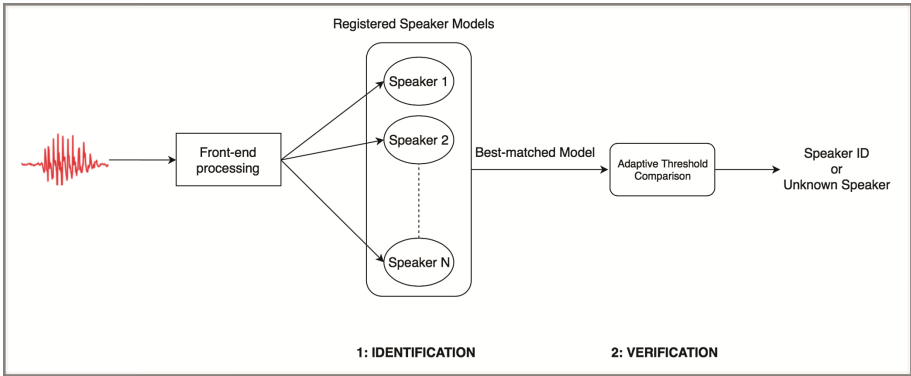 Registered Speaker Models
Speaker 1
Speaker 2
Front-end
processing
Best-matched Model
Adaptive Threshold
Comparison
Speaker ID
or
Unknown Speaker
Speaker N
1: IDENTIFICATION
2: VERIFICATION